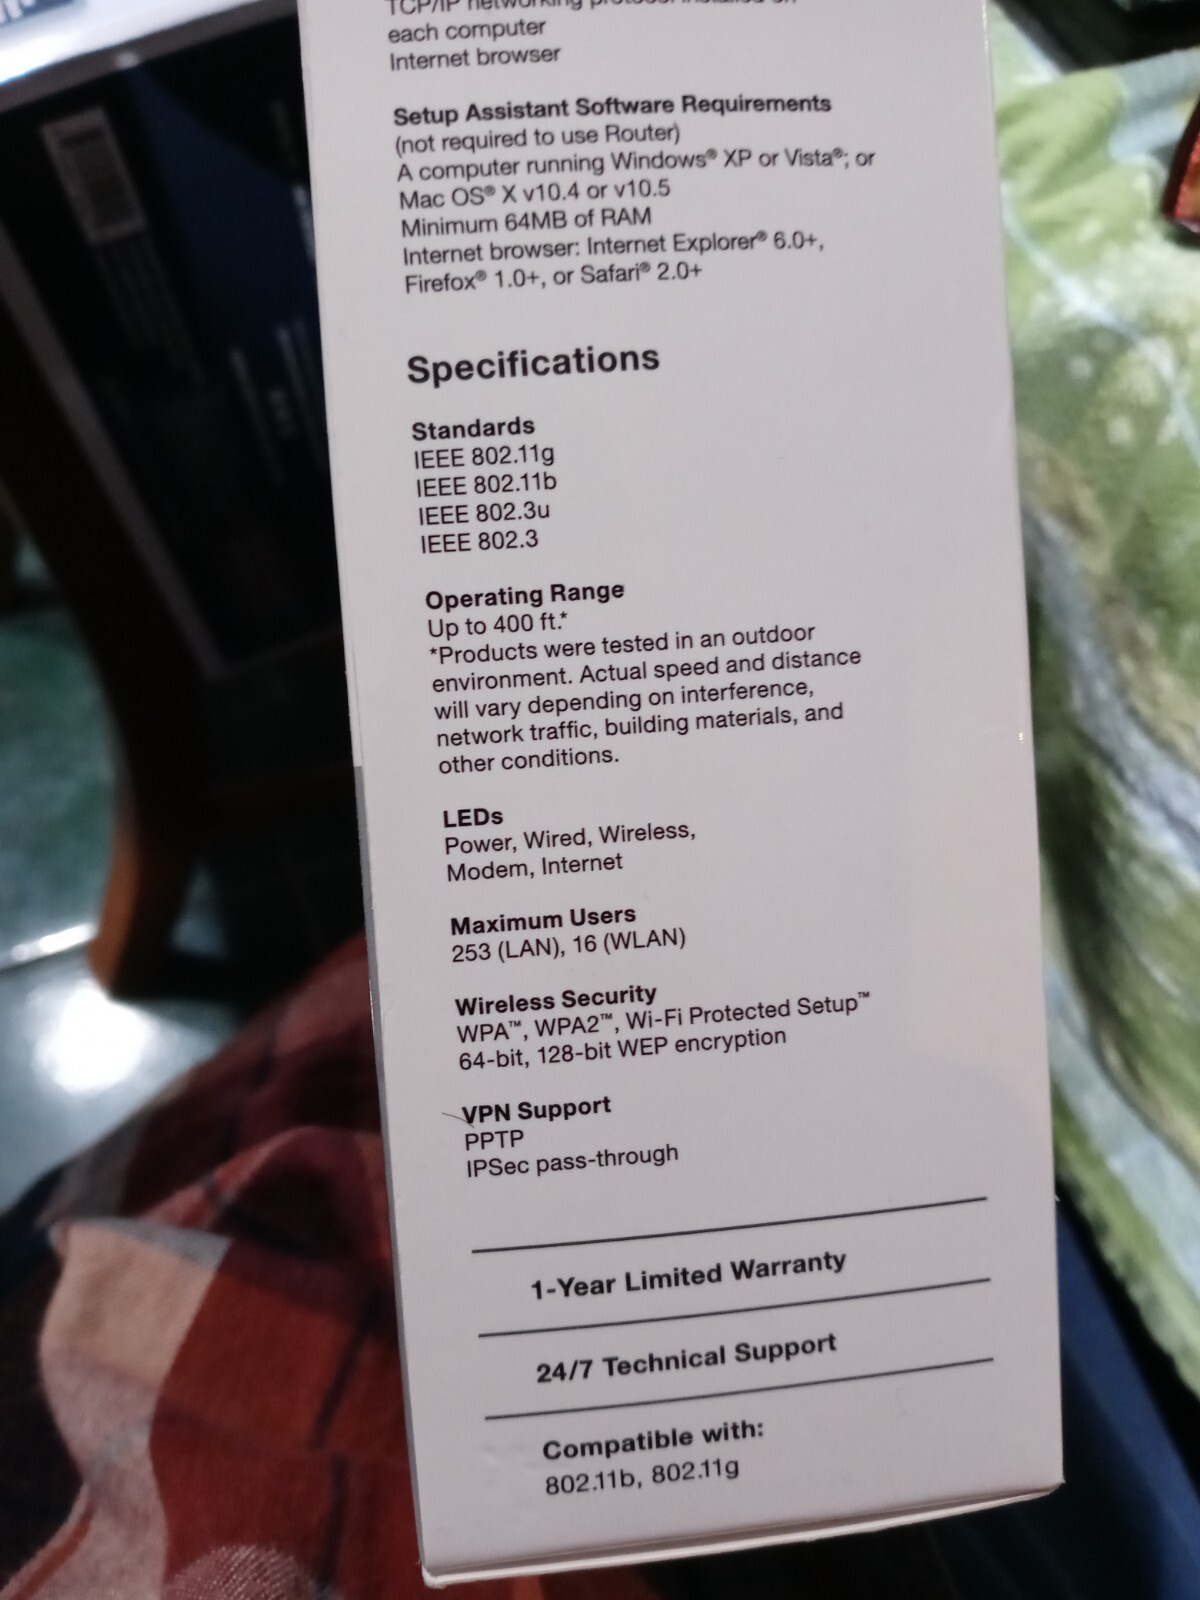 TCP/IP networking protocol installed on
each computer
Internet browser
Setup Assistant Software Requirements
(not required to use Router)
A computer running Windows® XP or Vista®; or
Mac OS® X v10.4 or v10.5
Minimum 64MB of RAM
Internet browser: Internet Explorer® 6.0+,
Firefox® 1.0+, or Safari® 2.0+
Specifications
Standards
IEEE 802.11g
IEEE 802.11b
IEEE 802.3u
IEEE 802.3
Operating Range
Up to 400 ft.*
*Products were tested in an outdoor
environment. Actual speed and distance
will vary depending on interference,
network traffic, building materials, and
other conditions.
LEDs
Power, Wired, Wireless,
Modem, Internet
Maximum Users
253 (LAN), 16 (WLAN)
Wireless Security
WPA™, WPA2™, Wi-Fi Protected Setup™
64-bit, 128-bit WEP encryption
VPN Support
PPTP
IPSec pass-through
1-Year Limited Warranty
24/7 Technical Support
Compatible with:
802.11b, 802.11g